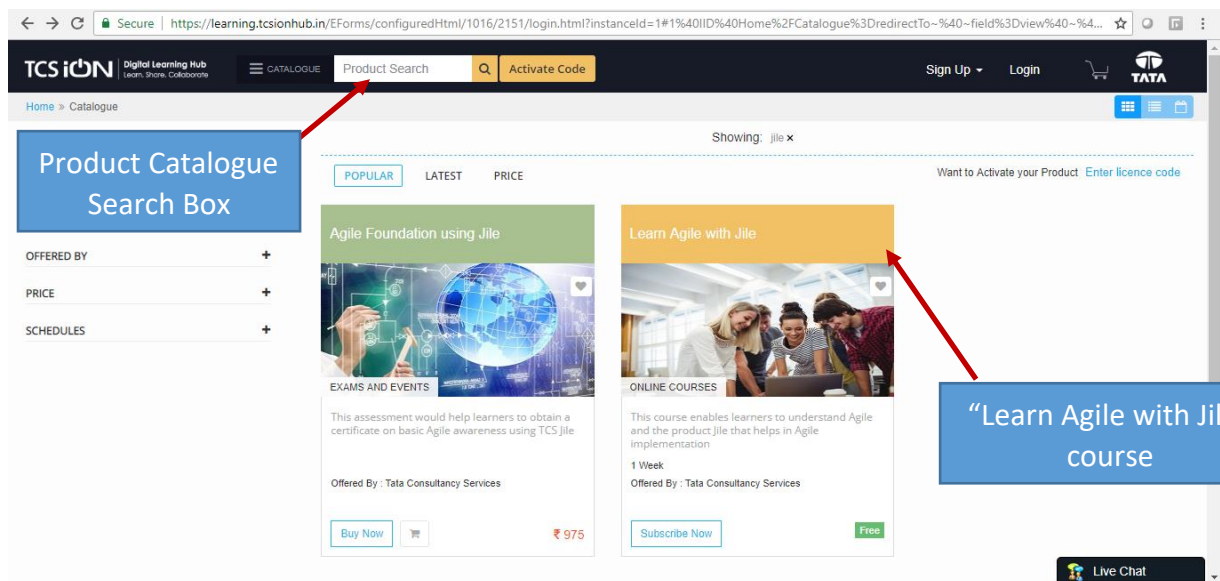 Secure | https://learning.tcsionhub.in/EForms/configuredHtml/1016/2151/login.html?instanceId=1#1%40IID%40Home%2FCatalogue%3DredirectTo~%40~field%3Dview%40~%4...
TCS iON Digital Learning Hub
Learn. Share. Collaborate
CATALOGUE
Product Search
Activate Code
Sign Up
Login
TATA
Home » Catalogue
Showing: jile ×
Product Catalogue
Search Box
POPULAR LATEST PRICE
Want to Activate your Product Enter licence code
OFFERED BY +
PRICE +
SCHEDULES +
Agile Foundation using Jile
EXAMS AND EVENTS
This assessment would help learners to obtain a
certificate on basic Agile awareness using TCS Jile
Offered By : Tata Consultancy Services
Buy Now
₹ 975
Learn Agile with Jile
ONLINE COURSES
This course enables learners to understand Agile
and the product Jile that helps in Agile
implementation
1 Week
Offered By : Tata Consultancy Services
Subscribe Now
Free
“Learn Agile with Jil
course
Live Chat